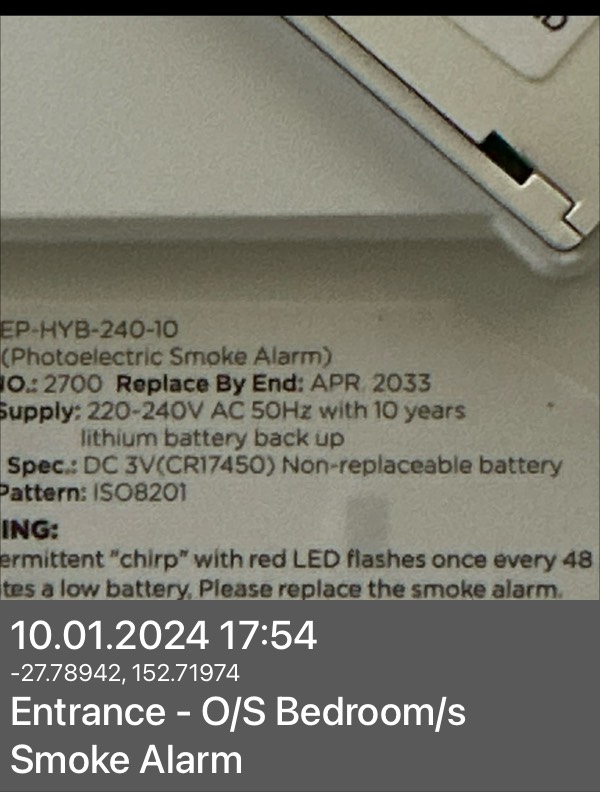 EP-HYB-240-10
(Photoelectric Smoke Alarm)
NO.: 2700 Replace By End: APR. 2033
Supply: 220-240V AC 50Hz with 10 years
lithium battery back up
Spec.: DC 3V(CR17450) Non-replaceable battery
Pattern: ISO8201
ING:
ermittent "chirp" with red LED flashes once every 48
tes a low battery. Please replace the smoke alarm.
10.01.2024 17:54
-27.78942, 152.71974
Entrance - O/S Bedroom/s
Smoke Alarm